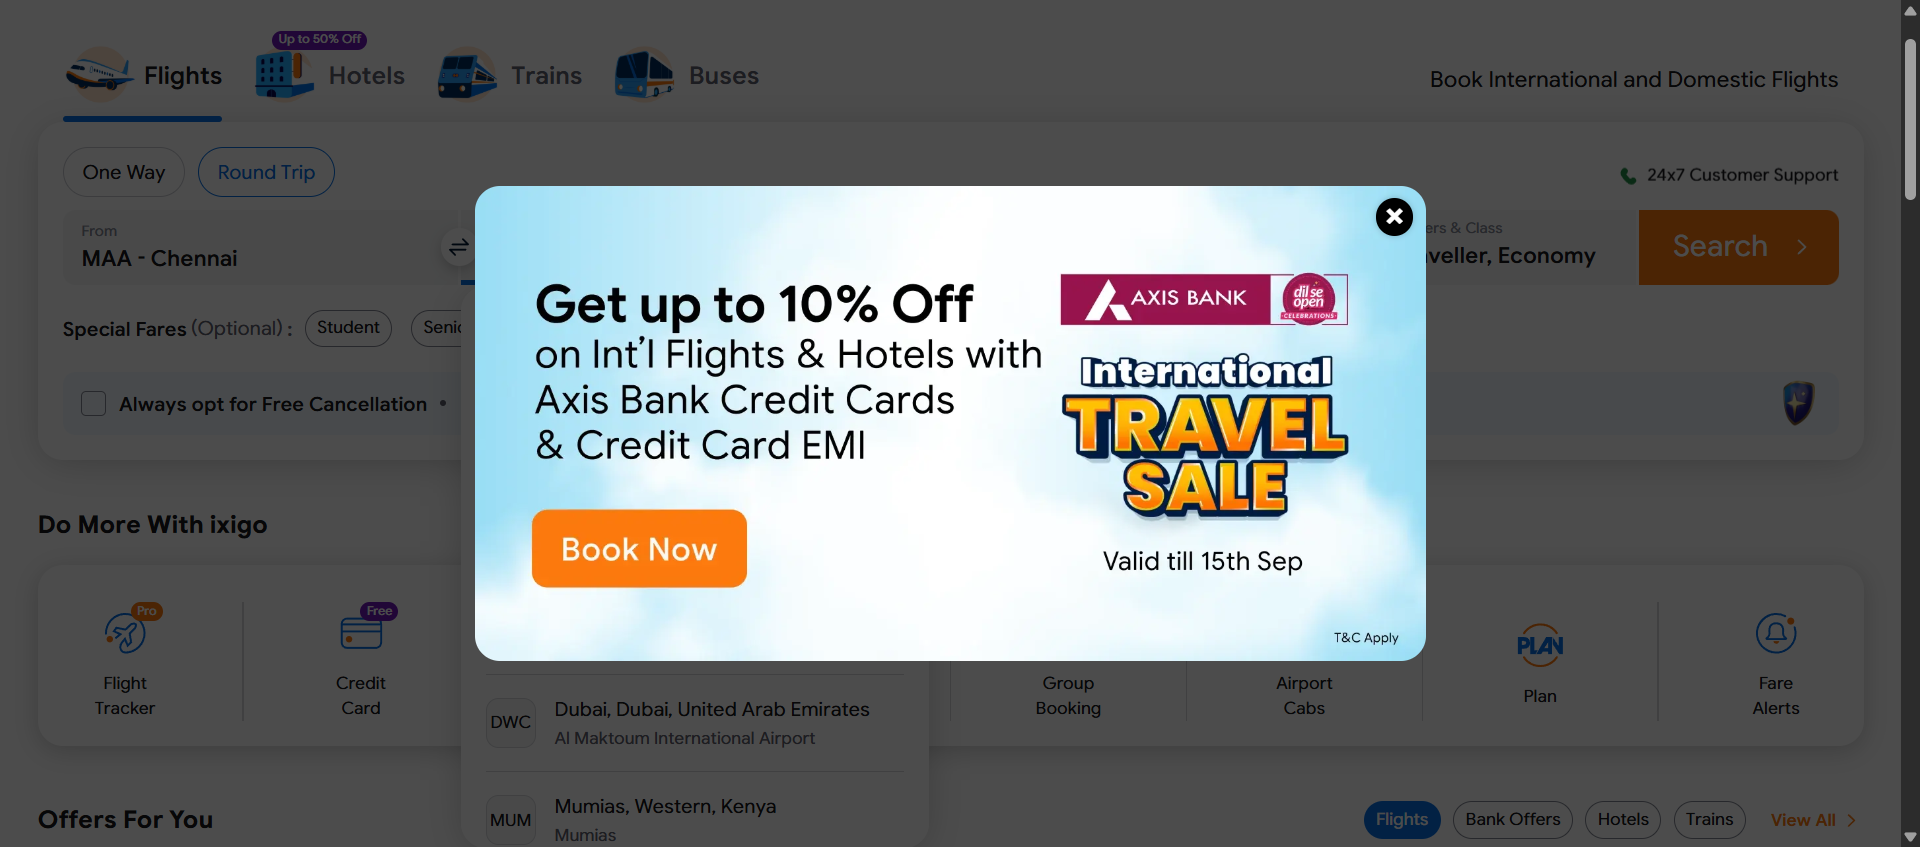 Up to 50% Off
Flights
Hotels
Trains
Buses
Book International and Domestic Flights
One Way
Round Trip
24x7 Customer Support
From
MAA - Chennai
ers & Class
veller, Economy
Search
Special Fares (Optional) :
Student
Senio
Always opt for Free Cancellation •
Get up to 10% Off
on Int'l Flights & Hotels with
Axis Bank Credit Cards
& Credit Card EMI
Book Now
AXIS BANK
dil se
open
CELEBRATIONS
International
TRAVEL
SALE
Valid till 15th Sep
T&C Apply
Do More With ixigo
Pro
Flight
Tracker
Free
Credit
Card
Group
Booking
Airport
Cabs
PLAN
Plan
Fare
Alerts
DWC
Dubai, Dubai, United Arab Emirates
Al Maktoum International Airport
MUM
Mumias, Western, Kenya
Mumias
Offers For You
Flights
Bank Offers
Hotels
Trains
View All